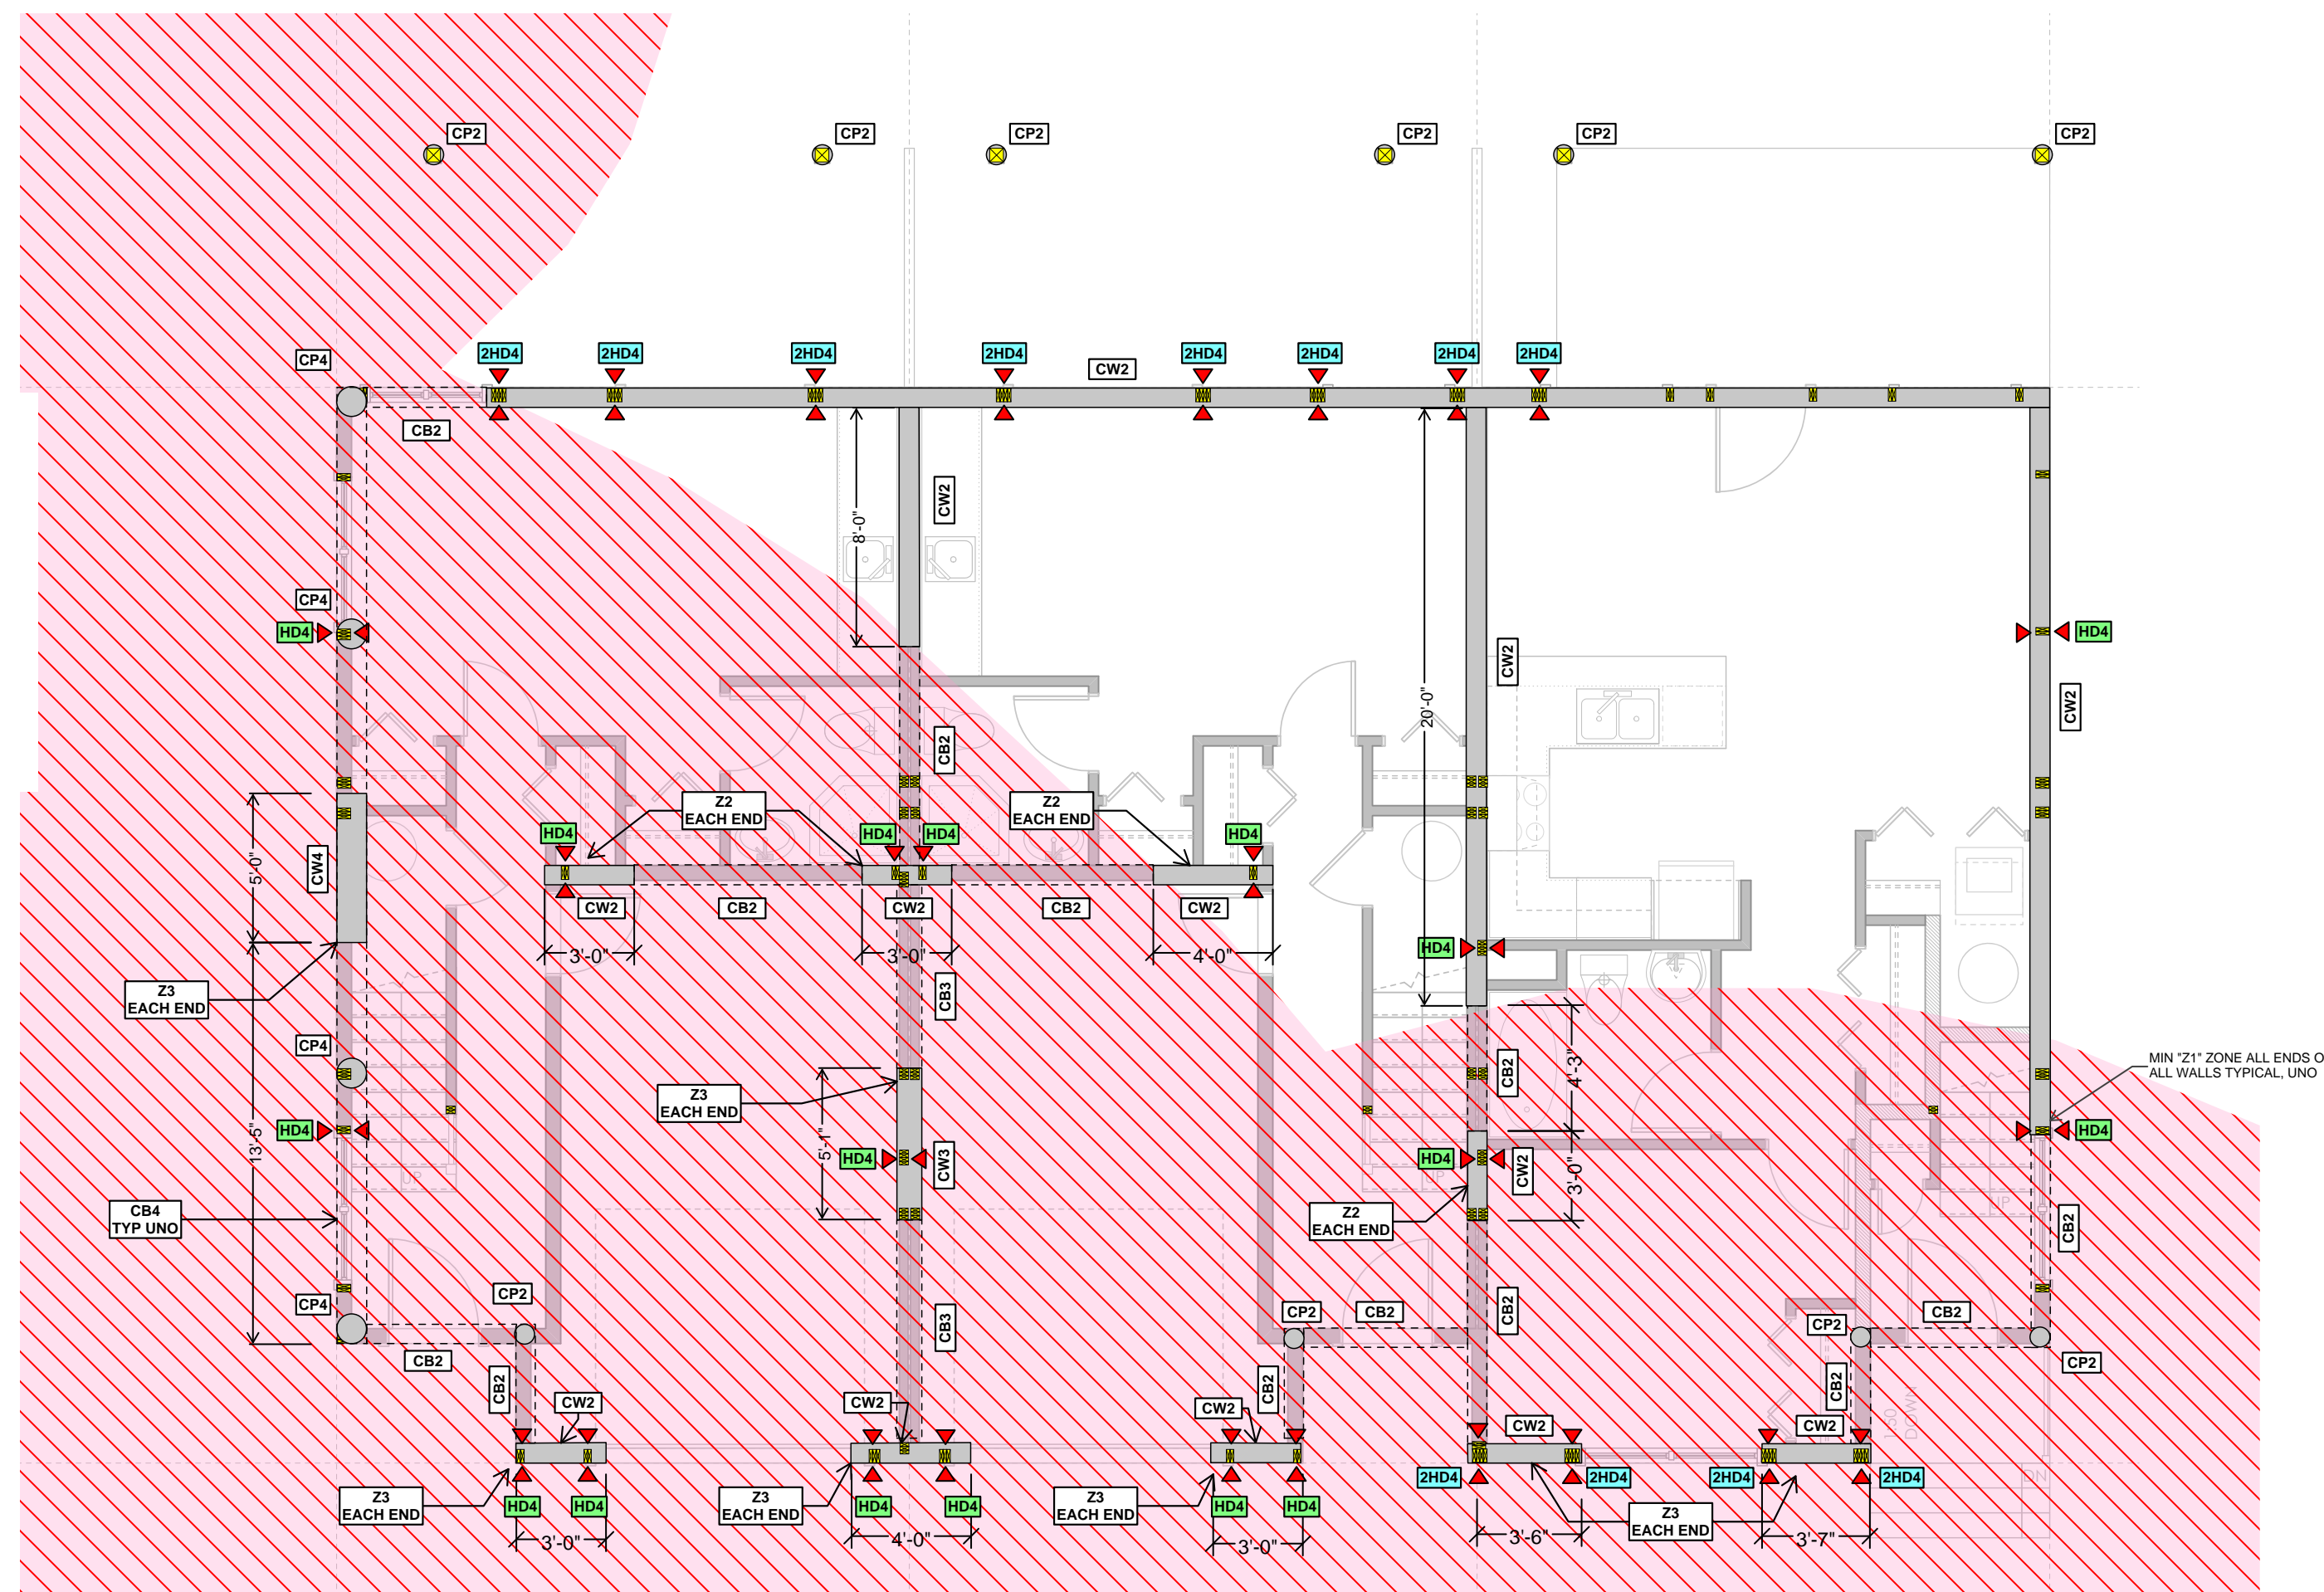 CP2
CP2
CP2
CP2
CP2
CP2
CP4
2HD4
2HD4
2HD4
2HD4
2HD4
2HD4
2HD4
2HD4
CW2
CB2
CW2
8'-0"
CP4
HD4
HD4
CW2
20'-0"
CW2
CB2
Z2
EACH END
Z2
EACH END
HD4
HD4
HD4
HD4
5'-0"
CW4
CW2
CB2
CW2
CB2
CW2
3'-0"
3'-0"
4'-0"
HD4
Z3
EACH END
CB3
CP4
Z3
EACH END
CB2
4'-3"
MIN "Z1" ZONE ALL ENDS O
ALL WALLS TYPICAL, UNO
HD4
13'-5"
5'-1"
HD4
CW3
HD4
CW2
3'-0"
HD4
UP
UP
UP
CB4
TYP UNO
Z2
EACH END
CB2
CP4
CP2
CB3
CP2
CB2
CB2
CP2
CB2
CB2
CP2
CB2
CW2
CW2
CW2
CB2
CW2
CW2
CB2
150
DOWN
DN
2HD4
2HD4
2HD4
2HD4
Z3
EACH END
HD4
HD4
Z3
EACH END
HD4
HD4
Z3
EACH END
HD4
HD4
Z3
EACH END
3'-0"
4'-0"
3'-0"
3'-6"
3'-7"